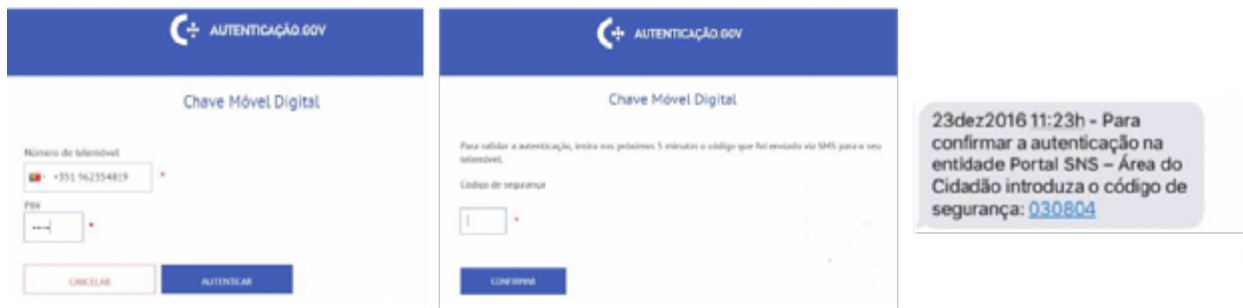 AUTENTICAÇÃO.GOV
Chave Móvel Digital
Número de telemóvel
+351 962354819 *
PIN
*
CANCELAR
AUTENTICAR
AUTENTICAÇÃO.GOV
Chave Móvel Digital
Para validar a autenticação, insira nos próximos 5 minutos o código que foi enviado via SMS para o seu
telemóvel.
Código de segurança
*
CONFIRMAR
23dez2016 11:23h - Para
confirmar a autenticação na
entidade Portal SNS – Área do
Cidadão introduza o código de
segurança: 030804